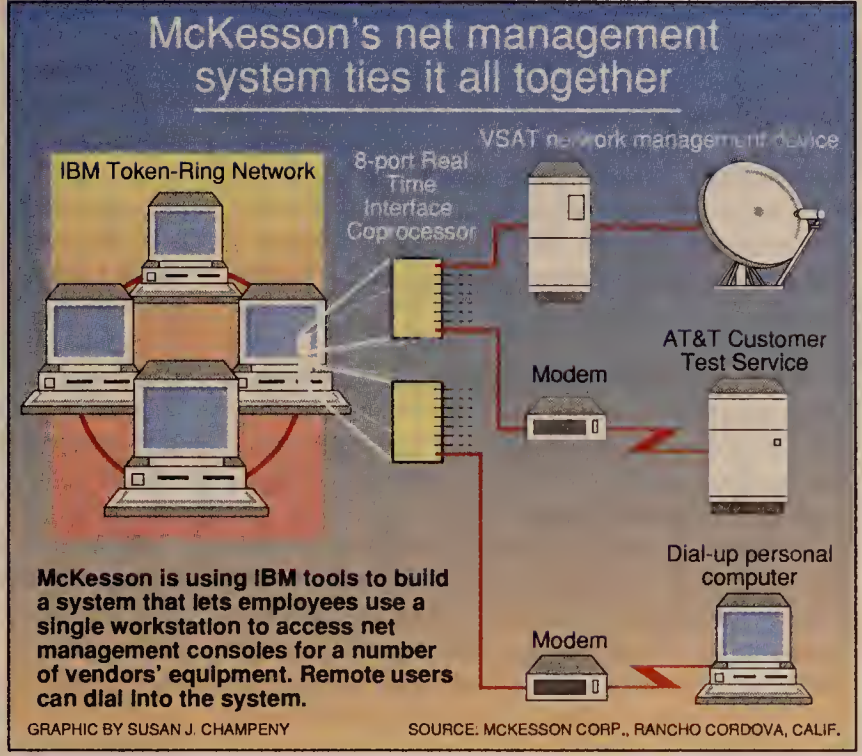 McKesson's net management
system ties it all together
IBM Token-Ring Network
8-port Real
Time
Interface
Coprocessor
VSAT network management device
AT&T Customer
Test Service
Modem
Dial-up personal
computer
Modem
McKesson is using IBM tools to build
a system that lets employees use a
single workstation to access net
management consoles for a number
of vendors' equipment. Remote users
can dial into the system.
GRAPHIC BY SUSAN J. CHAMPENY
SOURCE: MCKESSON CORP., RANCHO CORDOVA, CALIF.